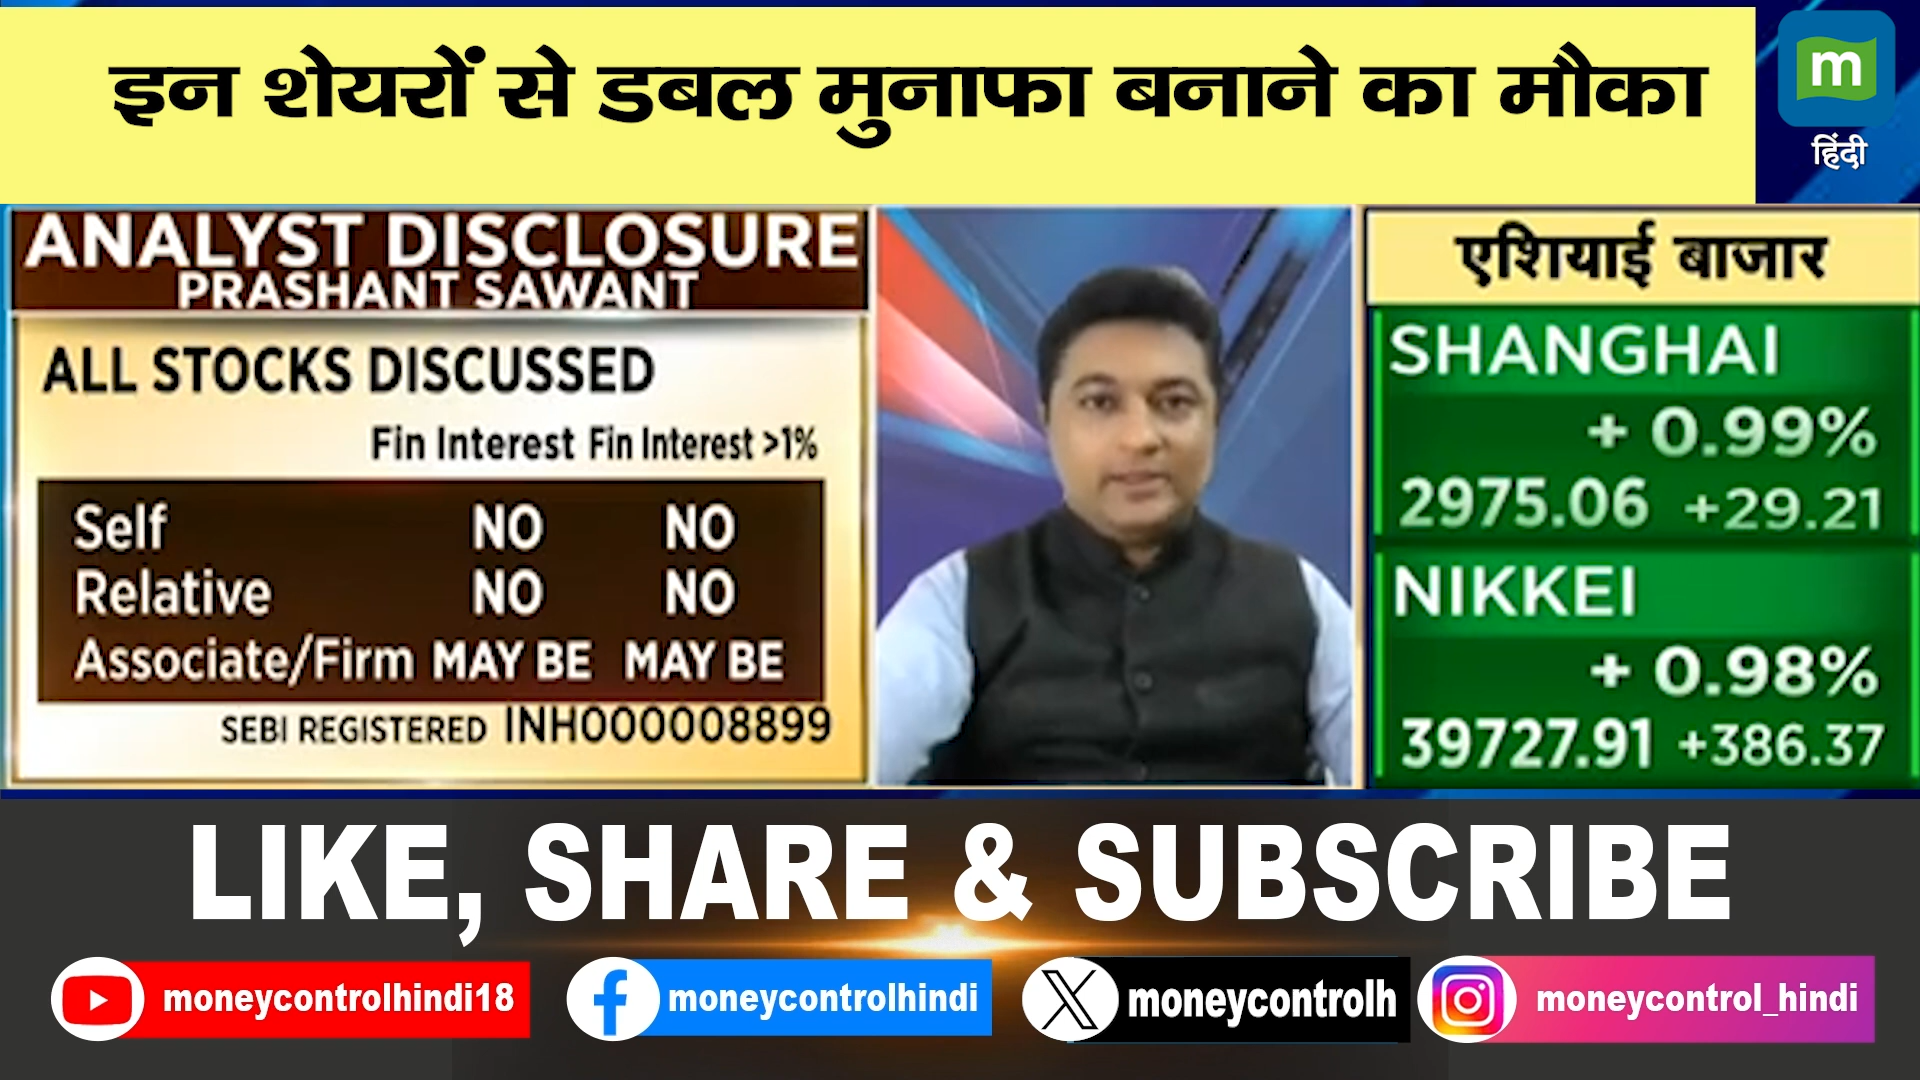 इन शेयरों से डबल मुनाफा बनाने का मौका
m
हिंदी
ANALYST DISCLOSURE
PRASHANT SAWANT
ALL STOCKS DISCUSSED
Fin Interest Fin Interest >1%
Self NO NO
Relative NO NO
Associate/Firm MAY BE MAY BE
SEBI REGISTERED INH000008899
एशियाई बाजार
SHANGHAI
+ 0.99%
2975.06 +29.21
NIKKEI
+ 0.98%
39727.91 +386.37
LIKE, SHARE & SUBSCRIBE
moneycontrolhindi18 moneycontrolhindi moneycontrolh moneycontrol_hindi